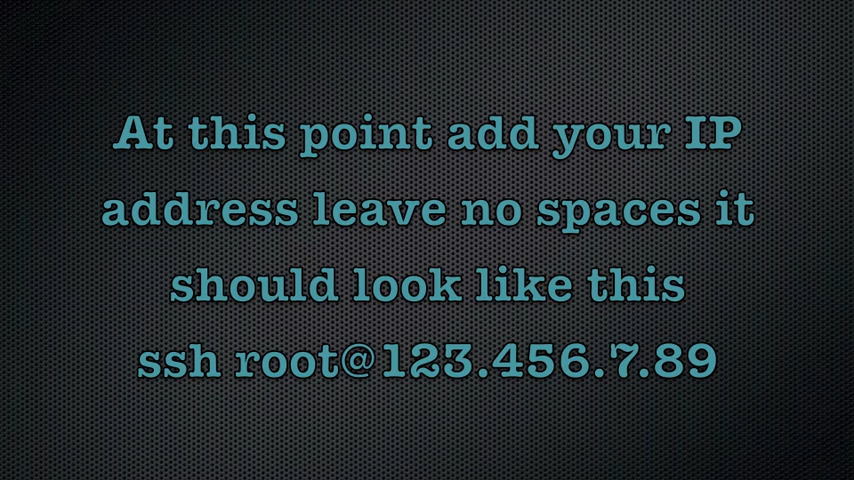 At this point add your IP
address leave no spaces it
should look like this
ssh root@123.456.7.89